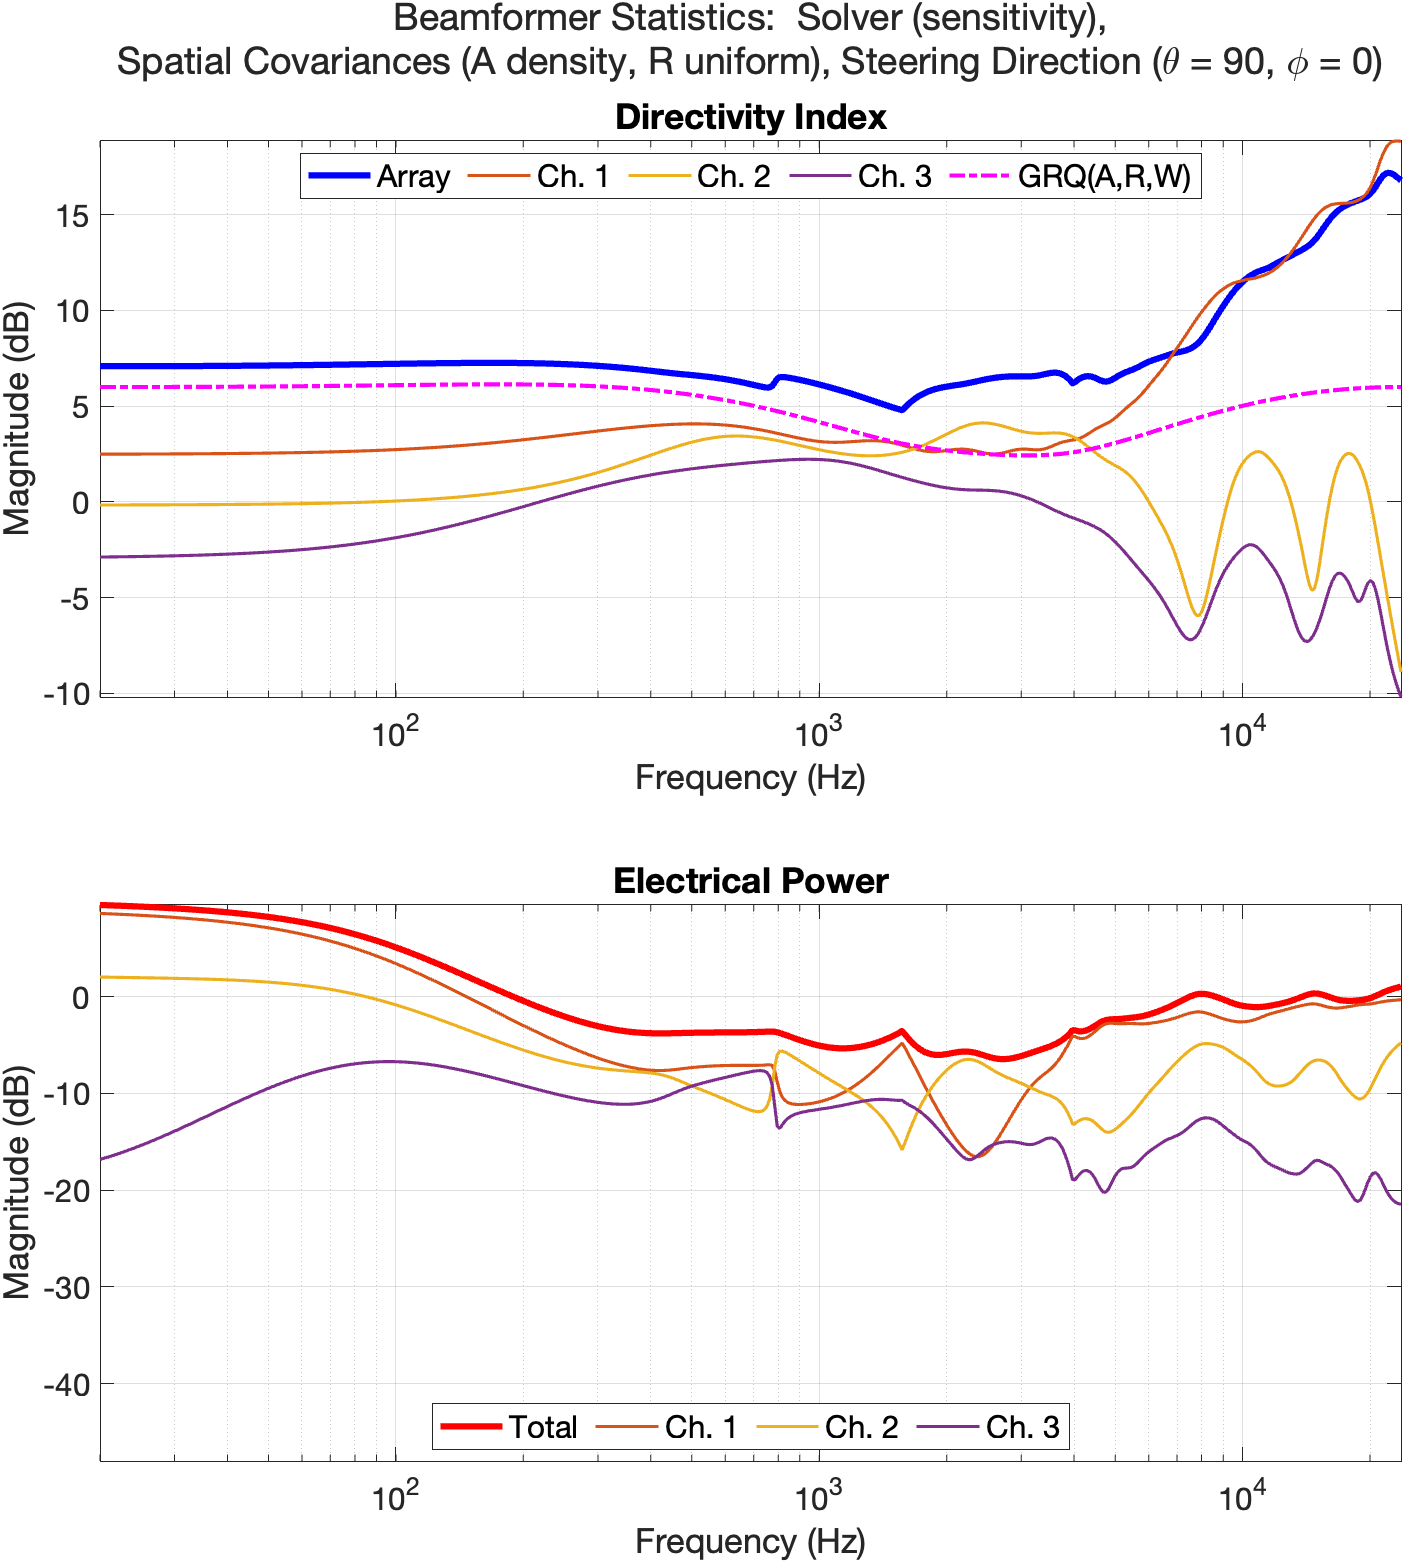 Beamformer Statistics:  Solver (sensitivity),
Spatial Covariances (A density, R uniform), Steering Direction (θ = 90, ϕ = 0)
Directivity Index
Array Ch. 1 Ch. 2 Ch. 3 GRQ(A,R,W)
Magnitude (dB)
15
10
5
0
-5
-10
10² 10³ 10⁴
Frequency (Hz)
Electrical Power
Magnitude (dB)
0
-10
-20
-30
-40
Total Ch. 1 Ch. 2 Ch. 3
10² 10³ 10⁴
Frequency (Hz)